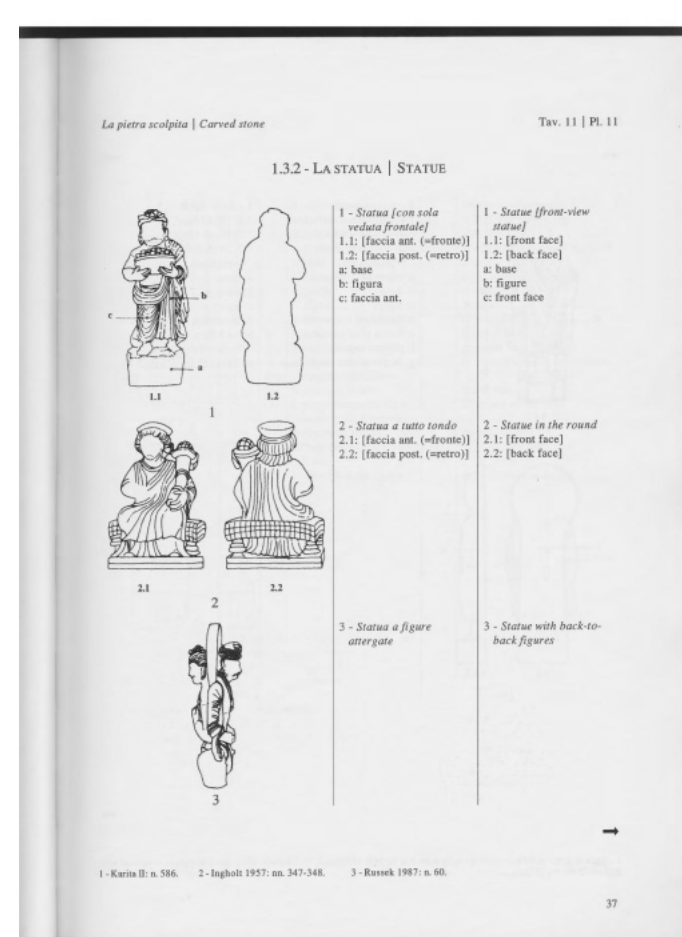 La pietra scolpita | Carved stone
Tav. 11 | Pl. 11
1.3.2 - LA STATUA | STATUE
b
c
a
1.1
1.2
1
1 - Statua [con sola
veduta frontale]
1.1: [faccia ant. (=fronte)]
1.2: [faccia post. (=retro)]
a: base
b: figura
c: faccia ant.
1 - Statue [front-view
statue]
1.1: [front face]
1.2: [back face]
a: base
b: figure
c: front face
2.1
2.2
2
2 - Statua a tutto tondo
2.1: [faccia ant. (=fronte)]
2.2: [faccia post. (=retro)]
2 - Statue in the round
2.1: [front face]
2.2: [back face]
3
3 - Statua a figure
attergate
3 - Statue with back-to-
back figures
1 - Kurita II: n. 586. 2 - Ingholt 1957: nn. 347-348. 3 - Russek 1987: n. 60.
37